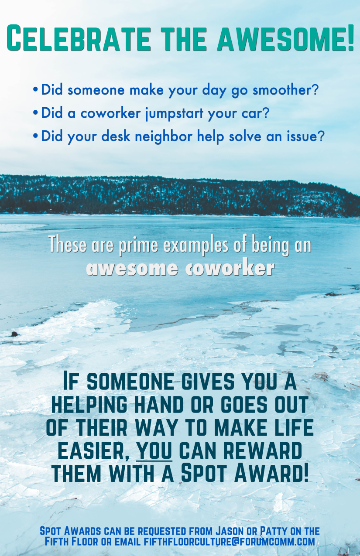 Celebrate the awesome!
• Did someone make your day go smoother?
• Did a coworker jumpstart your car?
• Did your desk neighbor help solve an issue?
These are prime examples of being an
awesome coworker
If someone gives you a
helping hand or goes out
of their way to make life
easier, you can reward
them with a Spot Award!
Spot Awards can be requested from Jason or Patty on the
Fifth Floor or email fifthfloorculture@forumcomm.com